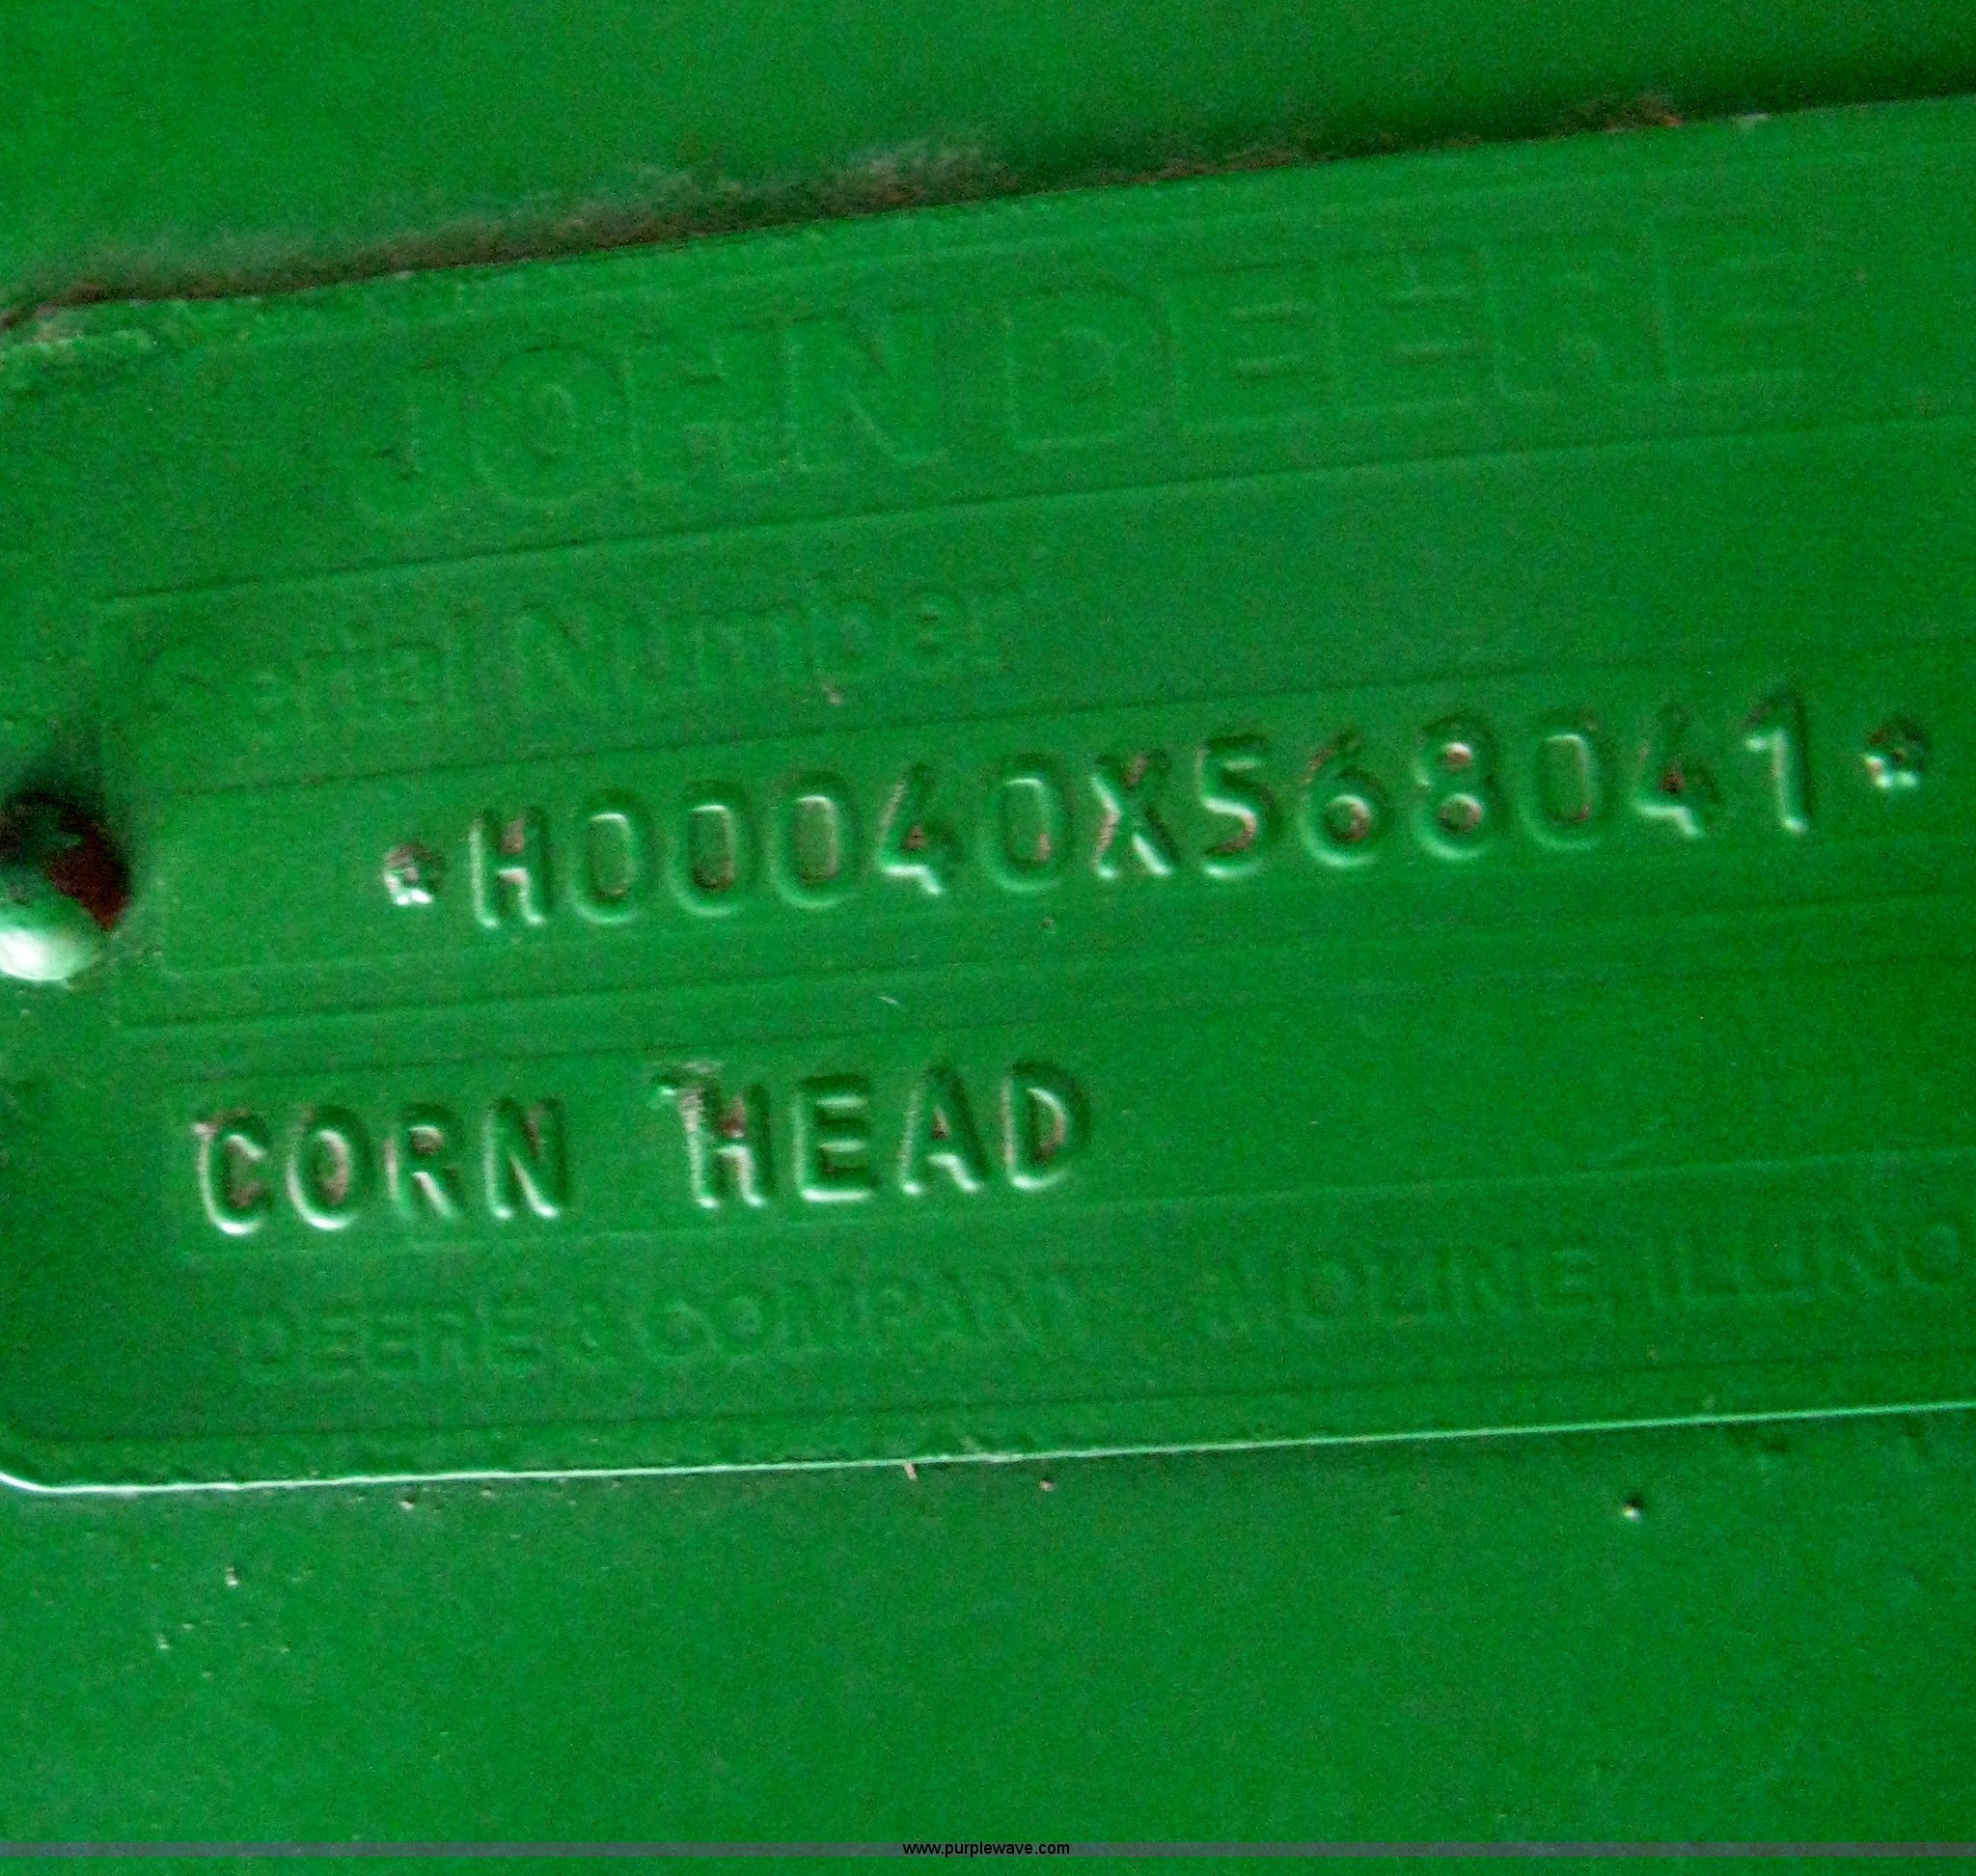 JOHN DEERE
Serial Number
*H00040X568041*
CORN HEAD
DEERE & COMPANY MOLINE, ILLINO
www.purplewave.com